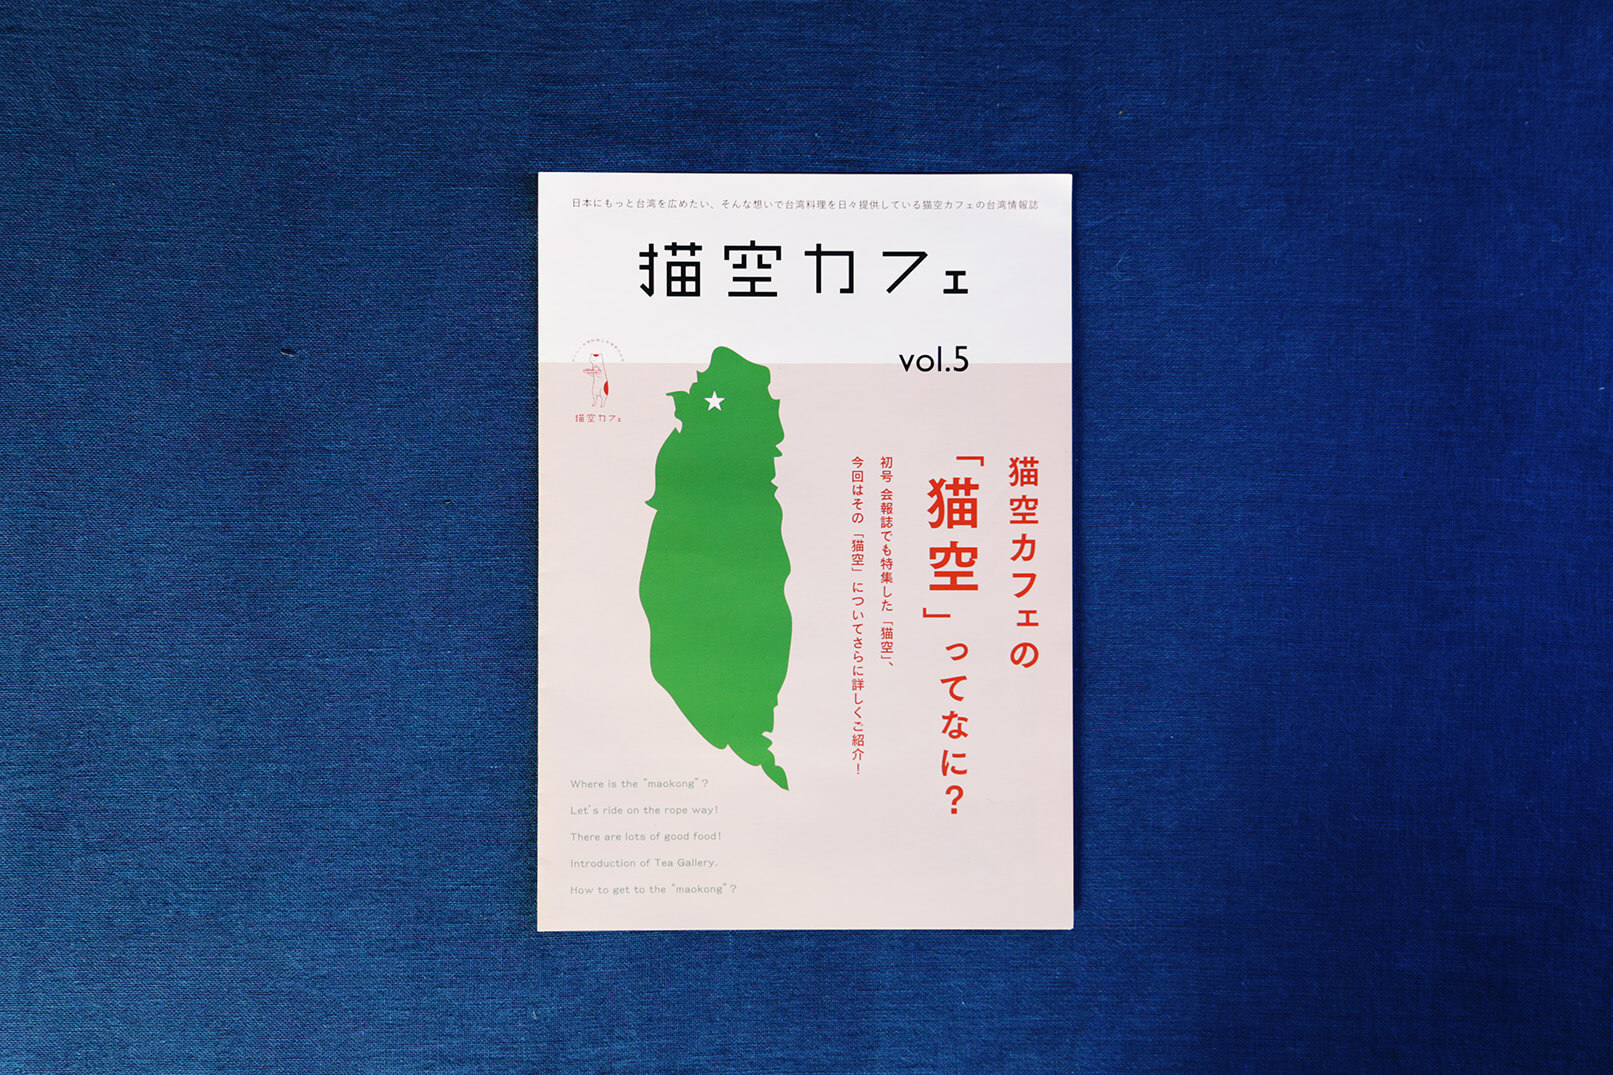 日本にもっと台湾を広めたい、そんな想いで台湾料理を日々提供している猫空カフェの台湾情報誌
猫空カフェ
vol.5
猫空カフェ
猫空カフェの
「猫空」ってなに？
初号 会報誌でも特集した「猫空」、
今回はその「猫空」についてさらに詳しくご紹介！
Where is the “maokong”？
Let's ride on the rope way!
There are lots of good food!
Introduction of Tea Gallery.
How to get to the “maokong”？